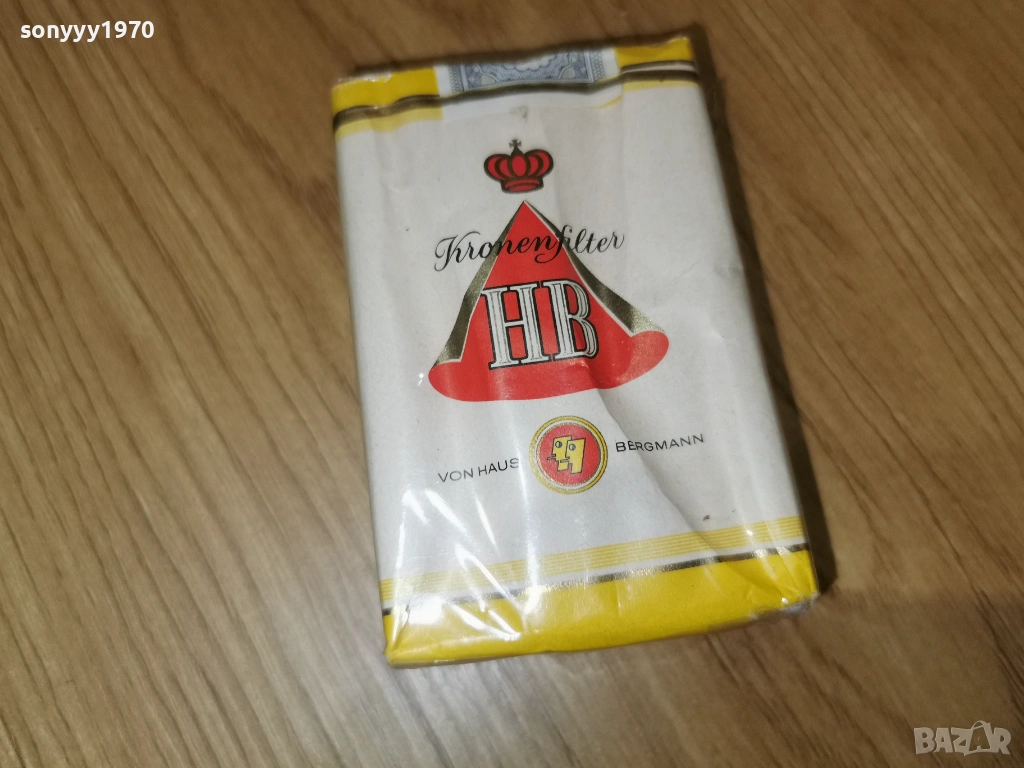 sonyyy1970
Kronenfilter
HB
VON HAUS BERGMANN
BAZAR